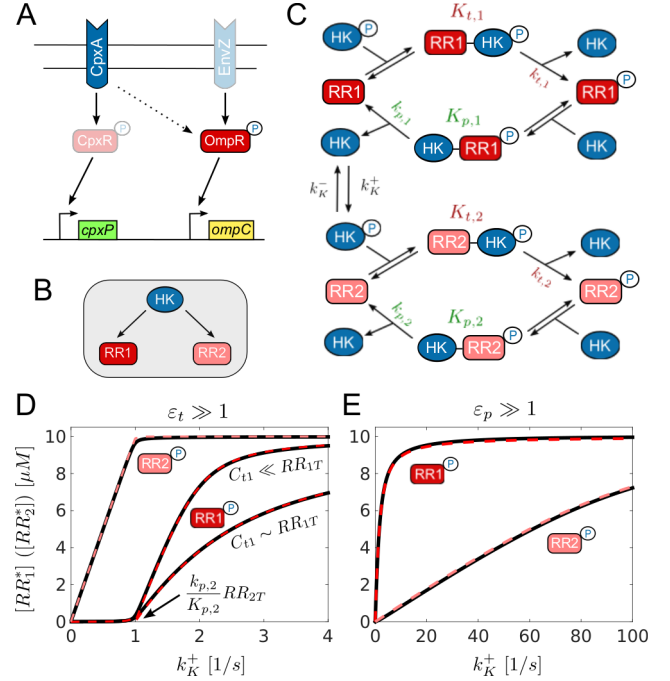 A
CpxA
EnvZ
CpxR
P
OmpR
P
cpxP
ompC
B
HK
RR1
RR2
C
HK
P
K_{t,1}
RR1
HK
P
HK
k_{t,1}
RR1
RR1
P
k_{p,1}
K_{p,1}
HK
HK
RR1
P
HK
k_K^-
k_K^+
HK
P
K_{t,2}
RR2
HK
P
HK
k_{t,2}
RR2
RR2
P
k_{p,2}
K_{p,2}
HK
HK
RR2
P
HK
D
ε_t ≫ 1
[RR_1^*] ([RR_2^*]) [μM]
10
8
6
4
2
0
RR2
P
C_{t1} ≪ RR_{1T}
RR1
P
C_{t1} ∼ RR_{1T}
k_{p,2}
K_{p,2}
RR_{2T}
0
1
2
3
4
k_K^+ [1/s]
E
ε_p ≫ 1
10
8
6
4
2
0
RR1
P
RR2
P
0
20
40
60
80
100
k_K^+ [1/s]